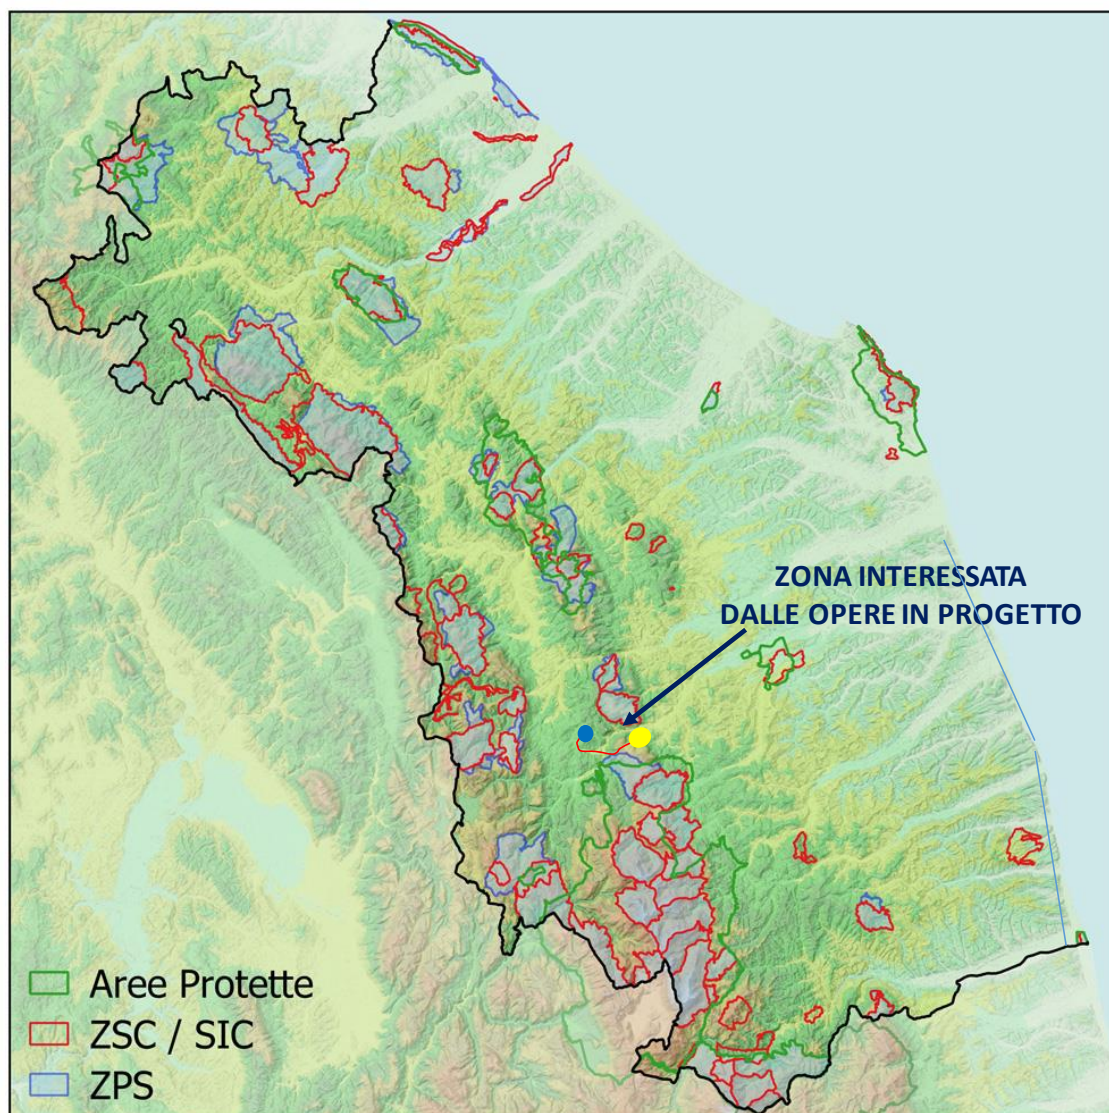 ZONA INTERESSATA
DALLE OPERE IN PROGETTO
Aree Protette
ZSC / SIC
ZPS